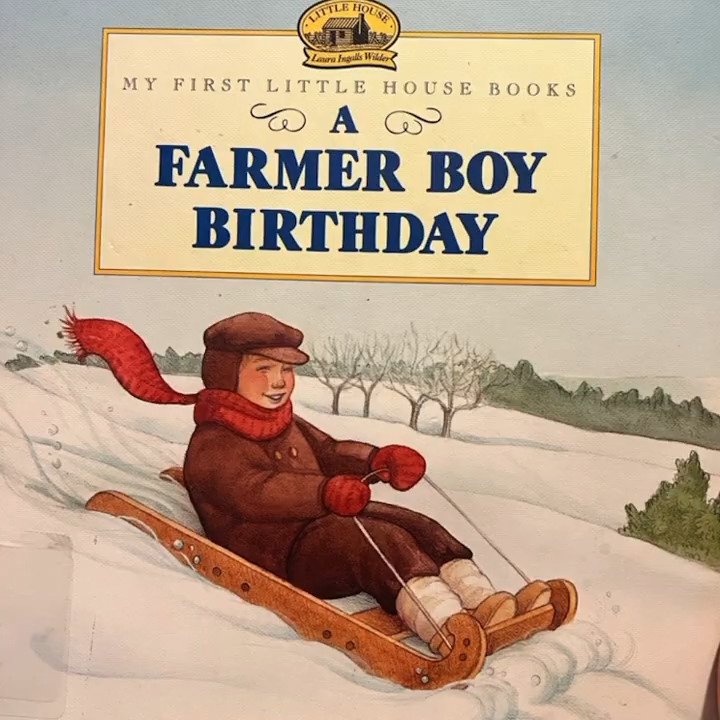 LITTLE HOUSE
Laura Ingalls Wilder
MY FIRST LITTLE HOUSE BOOKS
A
FARMER BOY
BIRTHDAY